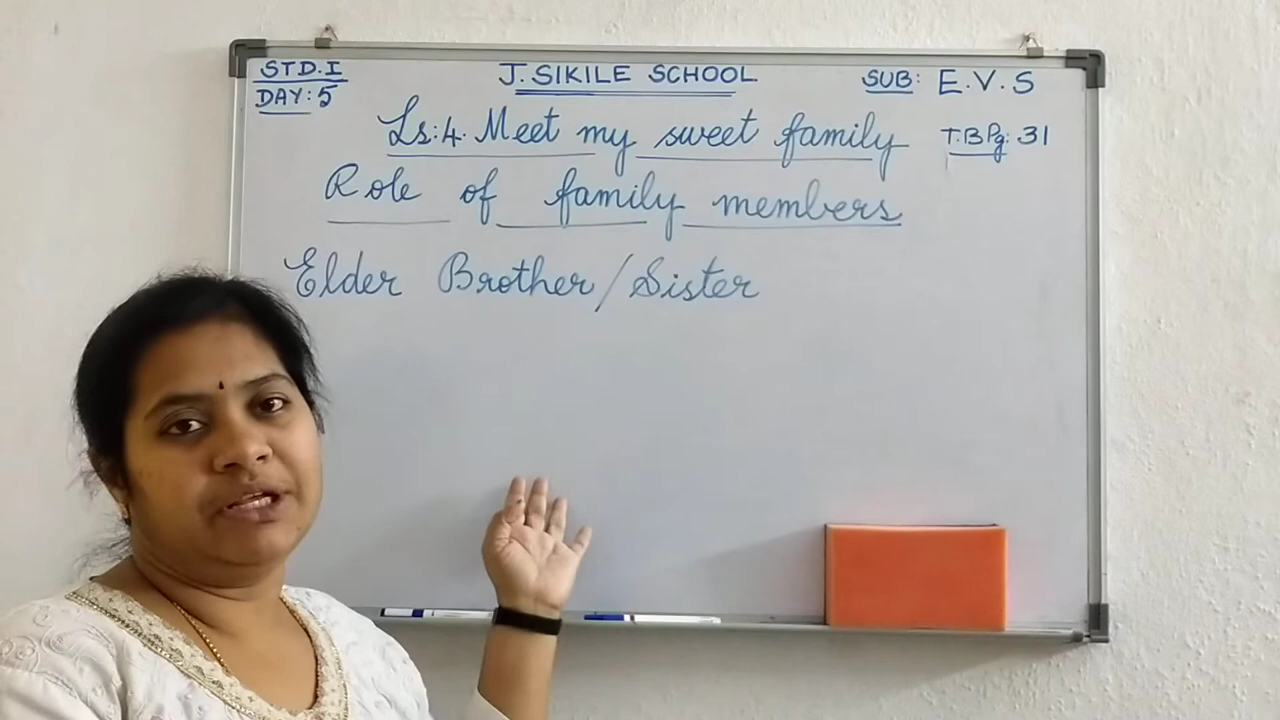 STD.I J. SIKILE SCHOOL SUB: E.V.S
DAY: 5
Ls:4. Meet my sweet family T.B Pg: 31
Role of family members
Elder Brother/Sister